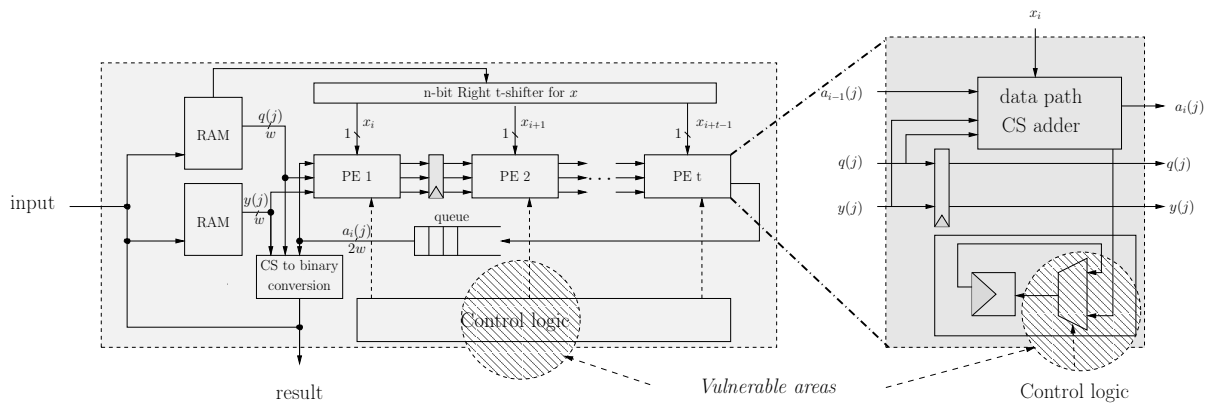 n-bit Right t-shifter for x
RAM
q(j)
w
1
x_i
1
x_{i+1}
1
x_{i+t−1}
PE 1
PE 2
. . .
PE t
input
RAM
y(j)
w
a_i(j)
2w
queue
CS to binary
conversion
Control logic
result
Vulnerable areas
x_i
a_{i−1}(j)
data path
CS adder
a_i(j)
q(j)
q(j)
y(j)
y(j)
Control logic